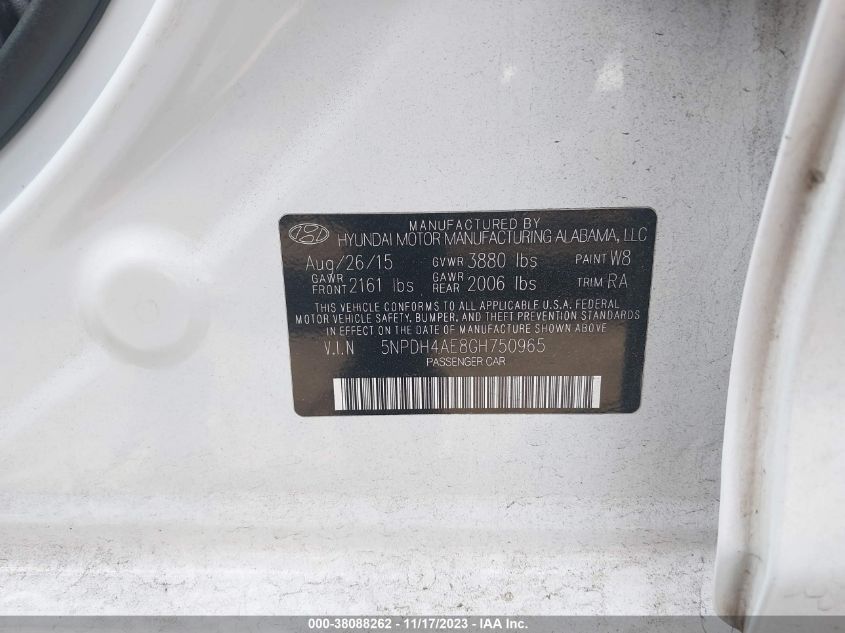 MANUFACTURED BY
HYUNDAI MOTOR MANUFACTURING ALABAMA, LLC
Aug/26/15 GVWR 3880 lbs PAINT W8
GAWR FRONT 2161 lbs GAWR REAR 2006 lbs TRIM RA
THIS VEHICLE CONFORMS TO ALL APPLICABLE U.S.A. FEDERAL
MOTOR VEHICLE SAFETY, BUMPER, AND THEFT PREVENTION STANDARDS
IN EFFECT ON THE DATE OF MANUFACTURE SHOWN ABOVE
V.I.N 5NPDH4AE8GH750965
PASSENGER CAR
000-38088262 - 11/17/2023 - IAA Inc.